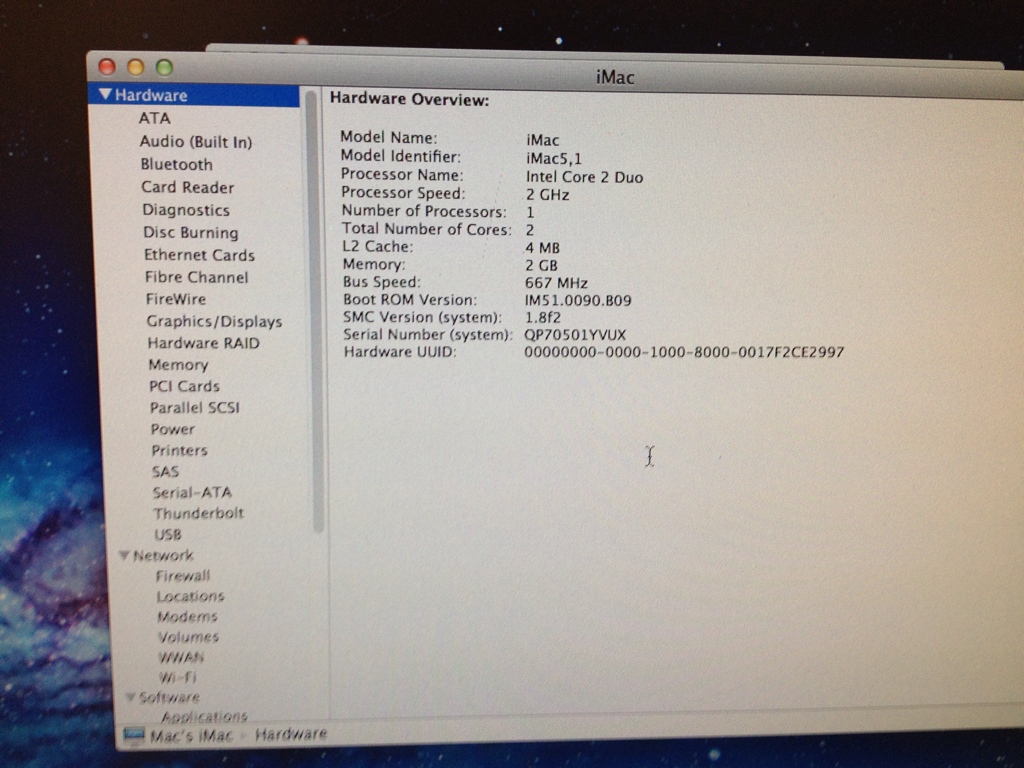 iMac
Hardware
ATA
Audio (Built In)
Bluetooth
Card Reader
Diagnostics
Disc Burning
Ethernet Cards
Fibre Channel
FireWire
Graphics/Displays
Hardware RAID
Memory
PCI Cards
Parallel SCSI
Power
Printers
SAS
Serial-ATA
Thunderbolt
USB
Network
Firewall
Locations
Modems
Volumes
WWAN
Wi-Fi
Software
Applications
Hardware Overview:
Model Name: iMac
Model Identifier: iMac5,1
Processor Name: Intel Core 2 Duo
Processor Speed: 2 GHz
Number of Processors: 1
Total Number of Cores: 2
L2 Cache: 4 MB
Memory: 2 GB
Bus Speed: 667 MHz
Boot ROM Version: IM51.0090.B09
SMC Version (system): 1.8f2
Serial Number (system): QP70501YVUX
Hardware UUID: 00000000-0000-1000-8000-0017F2CE2997
Mac's iMac Hardware